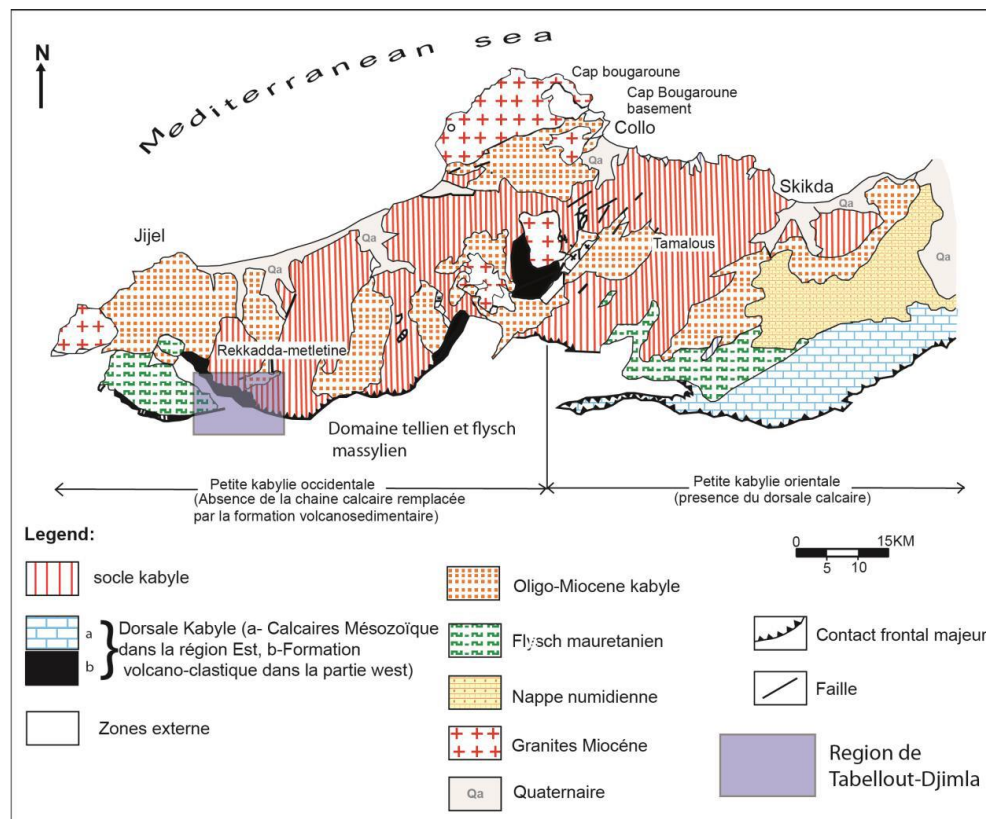 Mediterranean sea
N
Cap bougaroune
Cap Bougaroune
basement
Collo
Qa
Skikda
Qa
Jijel
Qa
Tamalous
Qa
Qa
Rekkadda-metletine
Domaine tellien et flysch
massylien
Petite kabylie occidentale
(Absence de la chaine calcaire remplacée
par la formation volcanosedimentaire)
Petite kabylie orientale
(presence du dorsale calcaire)
Legend:
0 15KM
5 10
socle kabyle
a
b
Dorsale Kabyle (a- Calcaires Mésozoïque
dans la région Est, b-Formation
volcano-clastique dans la partie west)
Zones externe
Oligo-Miocene kabyle
Flysch mauretanien
Nappe numidienne
Granites Miocéne
Qa
Quaternaire
Contact frontal majeur
Faille
Region de
Tabellout-Djimla